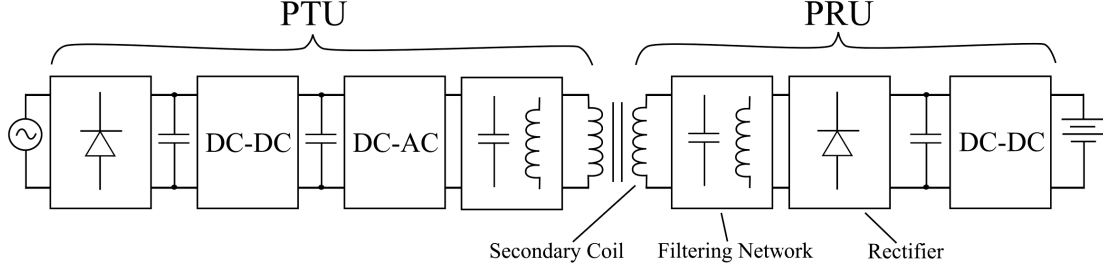 PTU PRU
DC-DC DC-AC DC-DC
Secondary Coil Filtering Network Rectifier